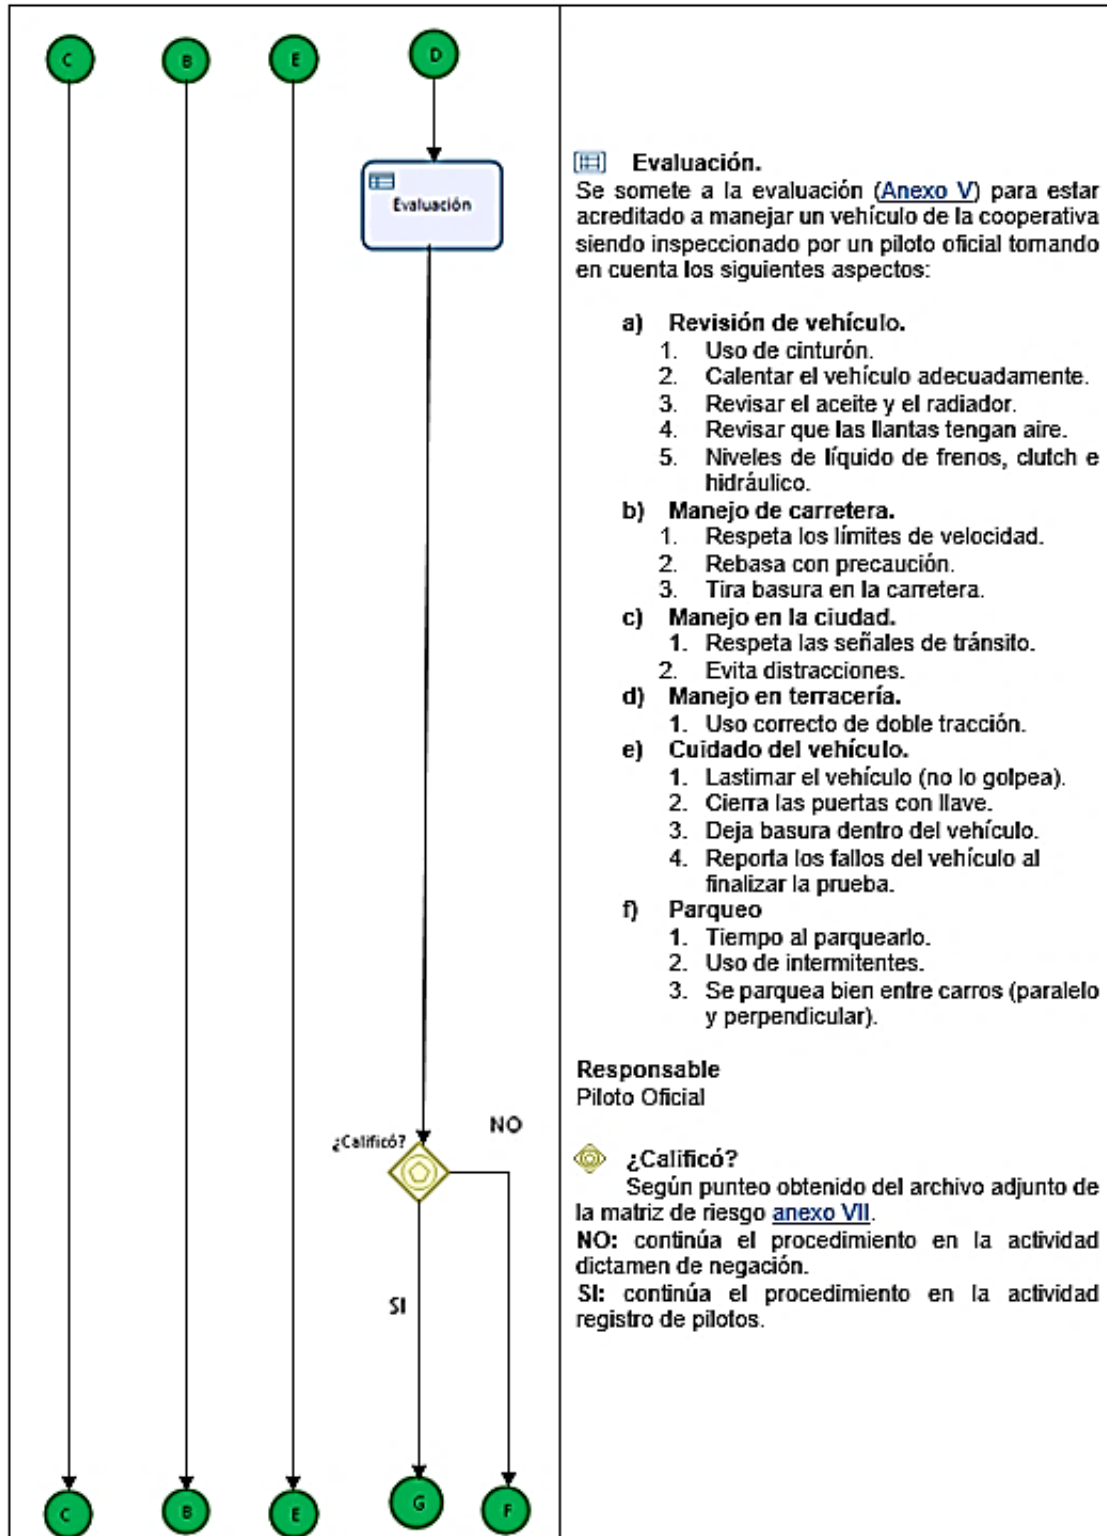 C
B
E
D
Evaluación
¿Calificó?
NO
SI
C
B
E
G
F
Evaluación.
Se somete a la evaluación (Anexo V) para estar
acreditado a manejar un vehículo de la cooperativa
siendo inspeccionado por un piloto oficial tomando
en cuenta los siguientes aspectos:
a) Revisión de vehículo.
1. Uso de cinturón.
2. Calentar el vehículo adecuadamente.
3. Revisar el aceite y el radiador.
4. Revisar que las llantas tengan aire.
5. Niveles de líquido de frenos, clutch e
hidráulico.
b) Manejo de carretera.
1. Respeta los límites de velocidad.
2. Rebasa con precaución.
3. Tira basura en la carretera.
c) Manejo en la ciudad.
1. Respeta las señales de tránsito.
2. Evita distracciones.
d) Manejo en terracería.
1. Uso correcto de doble tracción.
e) Cuidado del vehículo.
1. Lastimar el vehículo (no lo golpea).
2. Cierra las puertas con llave.
3. Deja basura dentro del vehículo.
4. Reporta los fallos del vehículo al
finalizar la prueba.
f) Parqueo
1. Tiempo al parquearlo.
2. Uso de intermitentes.
3. Se parquea bien entre carros (paralelo
y perpendicular).
Responsable
Piloto Oficial
¿Calificó?
Según punteo obtenido del archivo adjunto de
la matriz de riesgo anexo VII.
NO: continúa el procedimiento en la actividad
dictamen de negación.
SI: continúa el procedimiento en la actividad
registro de pilotos.